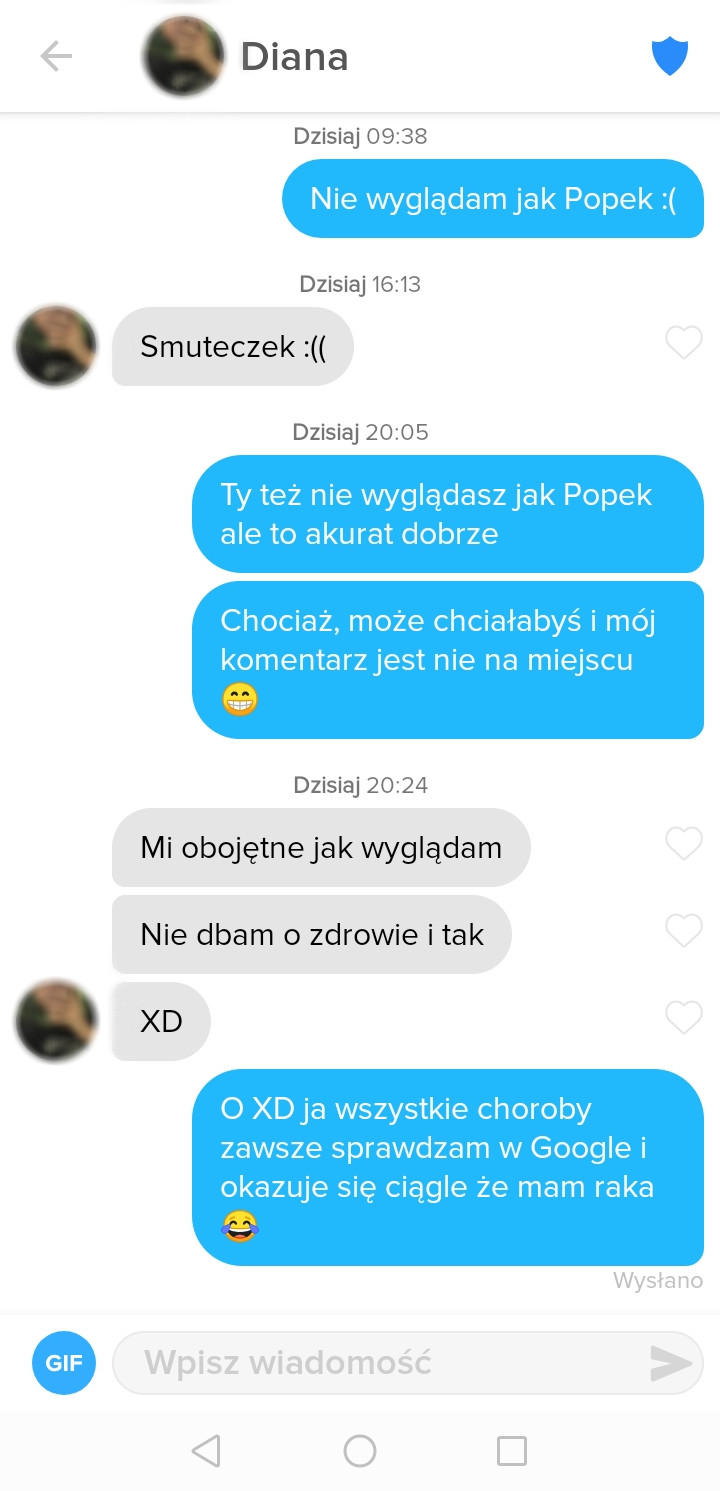 Diana
Dzisiaj 09:38
Nie wyglądam jak Popek :(
Dzisiaj 16:13
Smuteczek :((
Dzisiaj 20:05
Ty też nie wyglądasz jak Popek
ale to akurat dobrze
Chociaż, może chciałabyś i mój
komentarz jest nie na miejscu
😁
Dzisiaj 20:24
Mi obojętne jak wyglądam
Nie dbam o zdrowie i tak
XD
O XD ja wszystkie choroby
zawsze sprawdzam w Google i
okazuje się ciągle że mam raka
😂
Wysłano
GIF Wpisz wiadomość